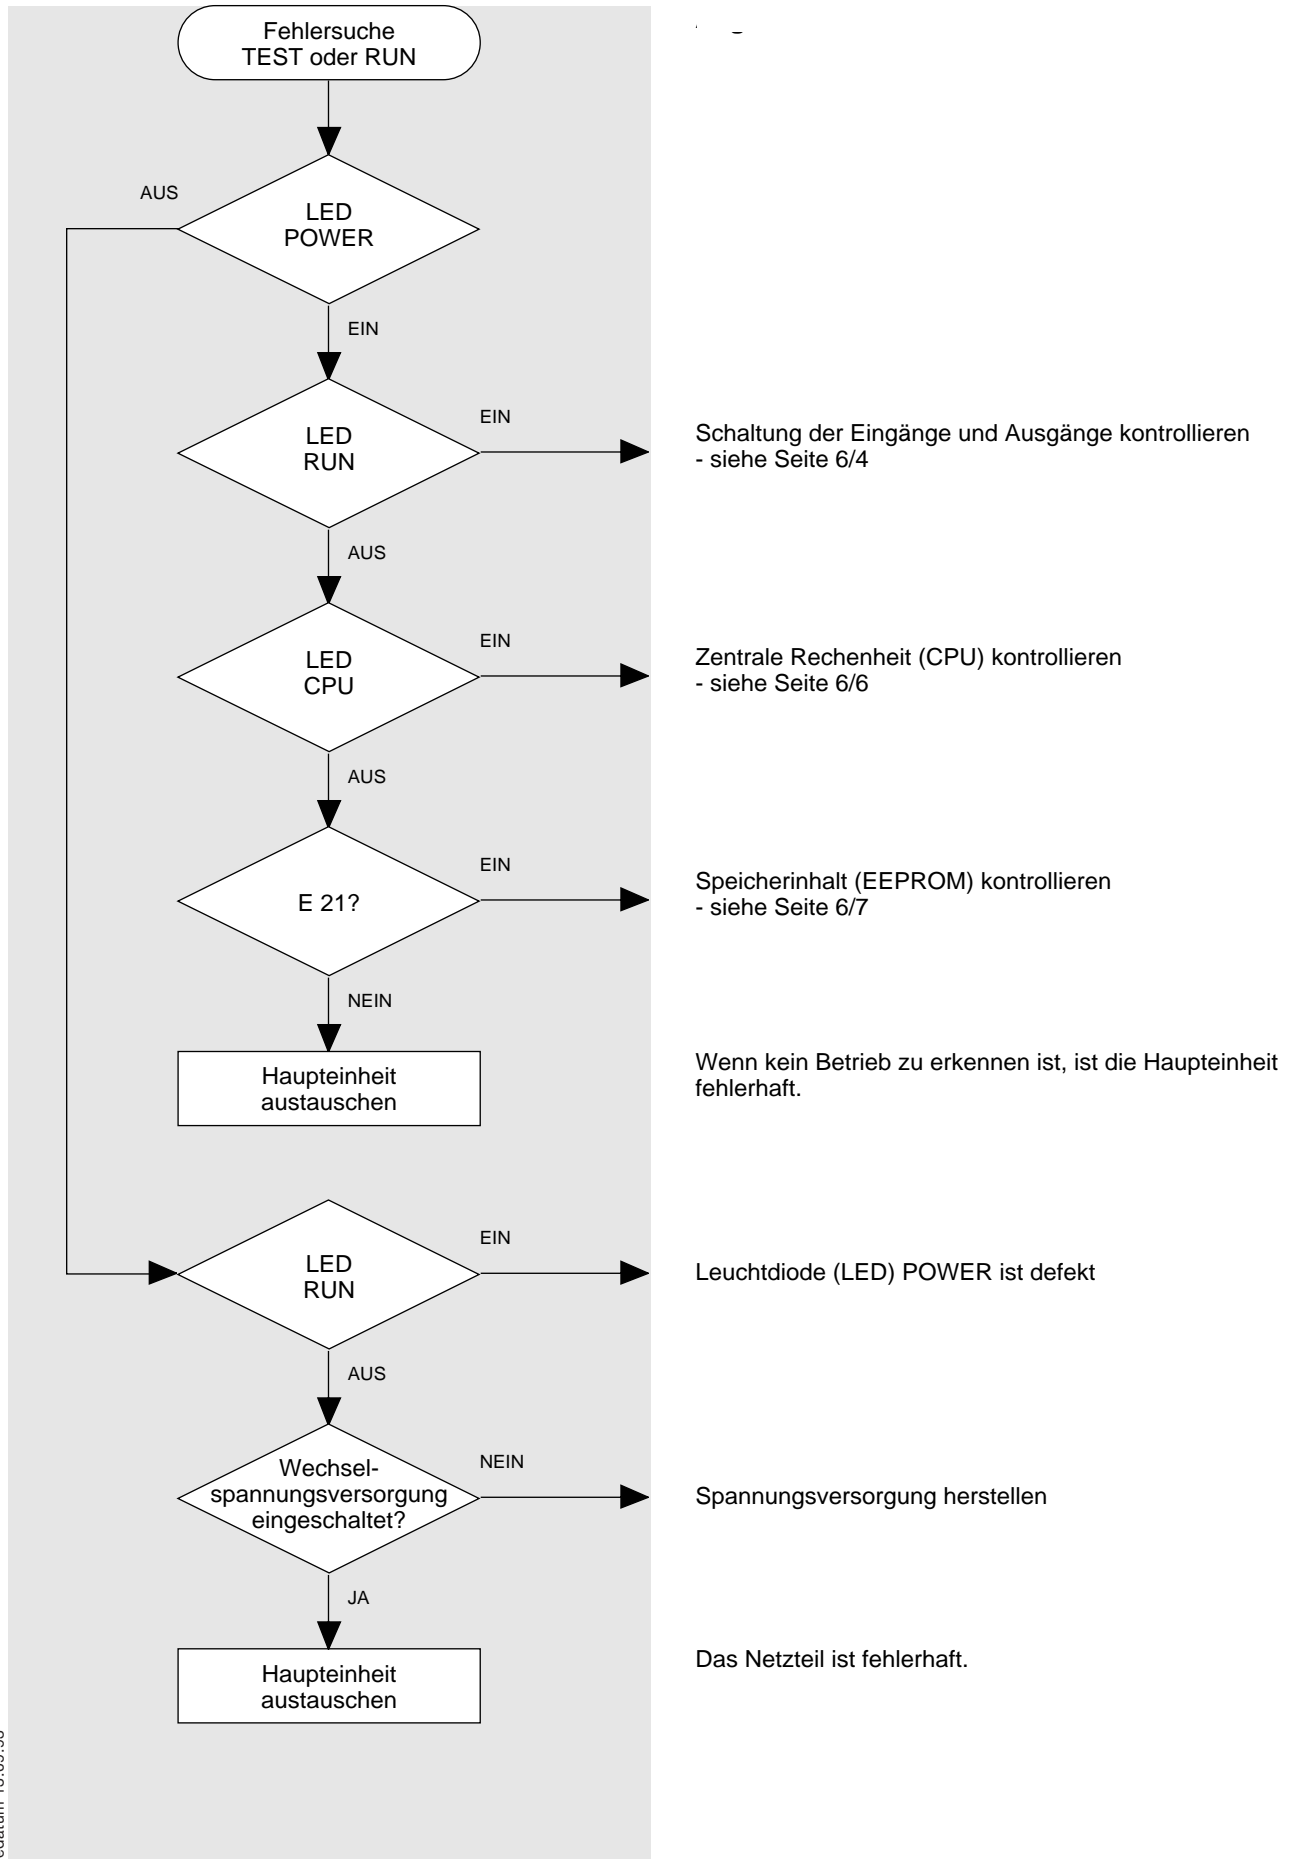 Fehlersuche
TEST oder RUN
AUS
LED
POWER
EIN
LED
RUN
EIN
Schaltung der Eingänge und Ausgänge kontrollieren
- siehe Seite 6/4
AUS
LED
CPU
EIN
Zentrale Rechenheit (CPU) kontrollieren
- siehe Seite 6/6
AUS
E 21?
EIN
Speicherinhalt (EEPROM) kontrollieren
- siehe Seite 6/7
NEIN
Haupteinheit
austauschen
Wenn kein Betrieb zu erkennen ist, ist die Haupteinheit
fehlerhaft.
LED
RUN
EIN
Leuchtdiode (LED) POWER ist defekt
AUS
Wechsel-
spannungsversorgung
eingeschaltet?
NEIN
Spannungsversorgung herstellen
JA
Haupteinheit
austauschen
Das Netzteil ist fehlerhaft.